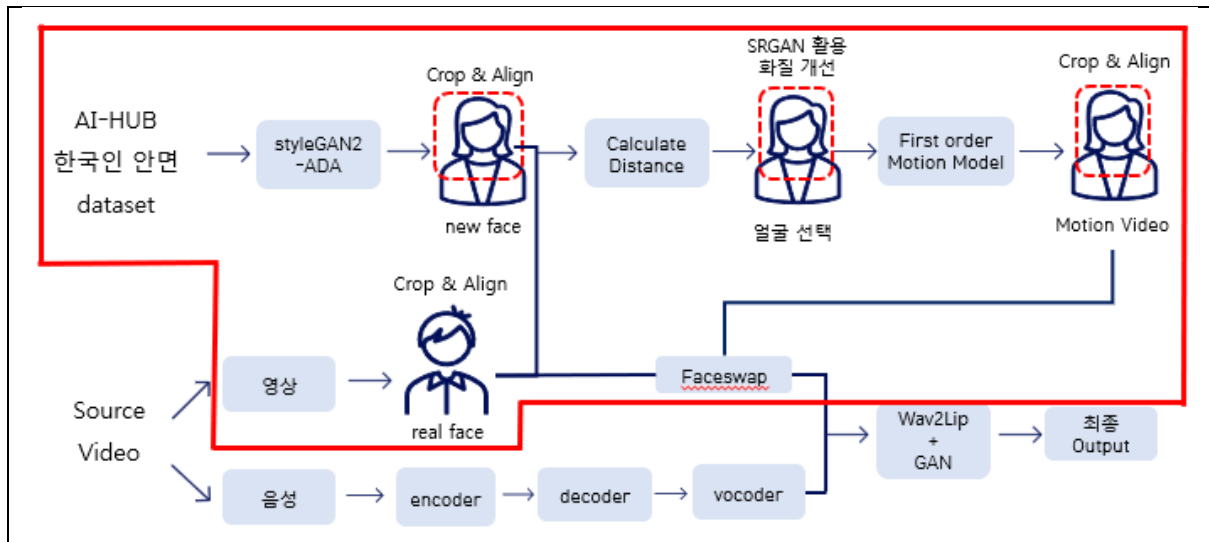 AI-HUB
한국인 안면
dataset
styleGAN2
-ADA
Crop & Align
new face
Calculate
Distance
SRGAN 활용
화질 개선
얼굴 선택
First order
Motion Model
Crop & Align
Motion Video
Source
Video
영상
Crop & Align
real face
Faceswap
음성
encoder
decoder
vocoder
Wav2Lip
+
GAN
최종
Output